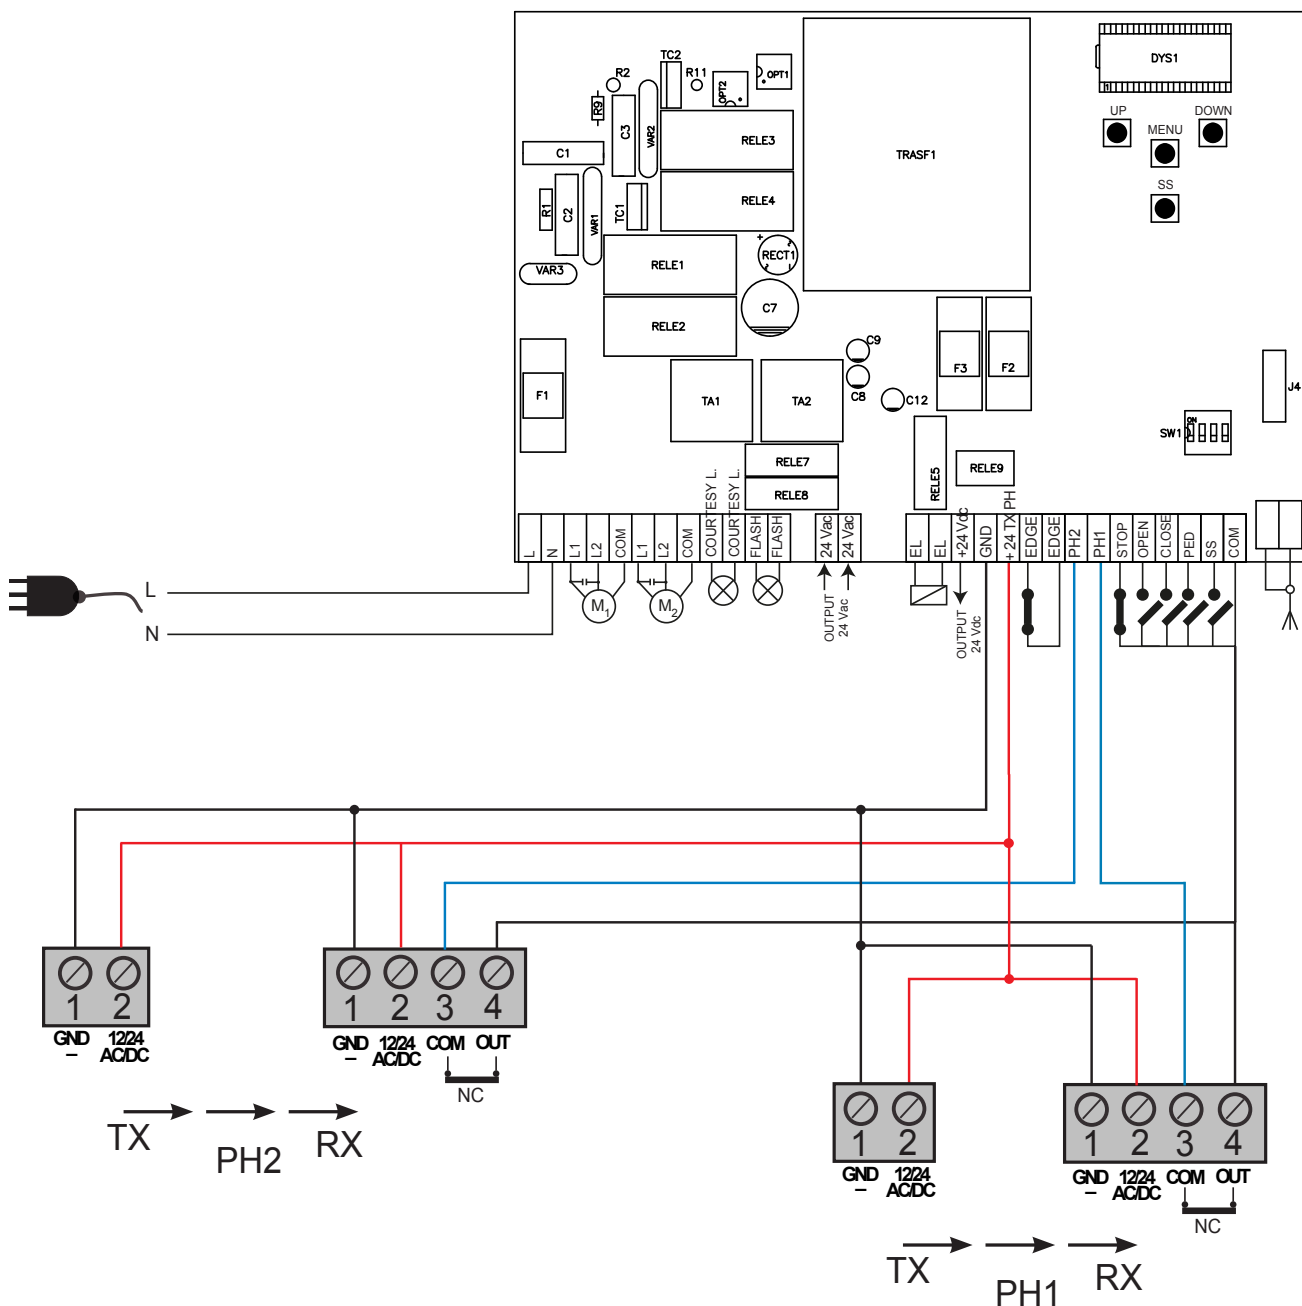 TC2
R2
R11
OPT2
OPT1
DYS1
1
R9
C3
VAR2
RELE3
TRASF1
UP
DOWN
MENU
C1
SS
R1
C2
VAR1
TC1
RELE4
+
RECT1
VAR3
RELE1
C7
RELE2
C9
C8
C12
F3
F2
F1
TA1
TA2
J4
SW1
ON
RELE7
RELE8
RELE5
RELE9
L
N
L1
L2
COM
L1
L2
COM
COURTESY L.
COURTESY L.
FLASH
FLASH
24 Vac
24 Vac
EL
EL
+24 Vdc
GND
+ 24 TX PH
EDGE
EDGE
PH2
PH1
STOP
OPEN
CLOSE
PED
SS
COM
L
N
M1
M2
OUTPUT
24 Vac
OUTPUT
24 Vdc
1 2
GND 12/24
– AC/DC
1 2 3 4
GND 12/24 COM OUT
– AC/DC
NC
TX PH2 RX
1 2
GND 12/24
– AC/DC
1 2 3 4
GND 12/24 COM OUT
– AC/DC
NC
TX PH1 RX